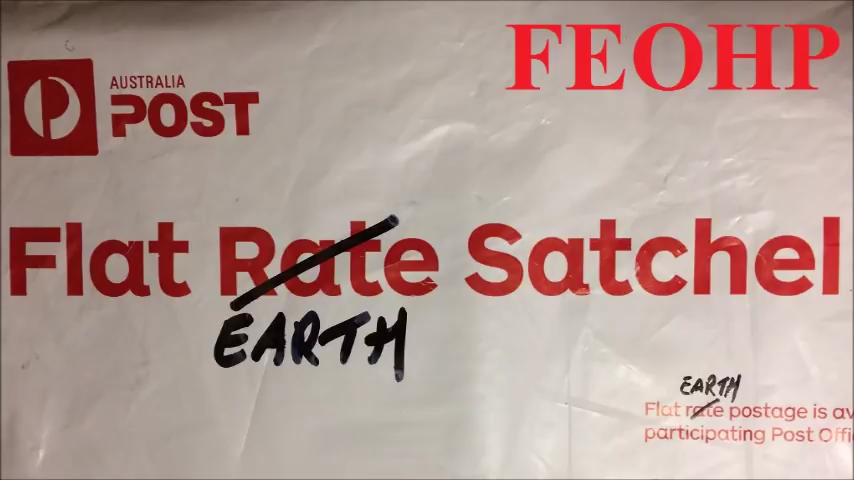 FEOHP
AUSTRALIA
POST
Flat Rate Satchel
EARTH
EARTH
Flat rate postage is av
participating Post Offi